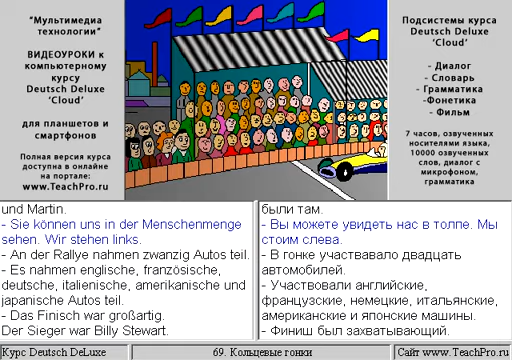 "Мультимедиа
технологии"
ВИДЕОУРОКИ к
компьютерному
курсу
Deutsch Deluxe
'Cloud'
для планшетов и
смартфонов
Полная версия курса
доступна в онлайне
на портале:
www.TeachPro.ru
Подсистемы курса
Deutsch Deluxe
'Cloud'
- Диалог
- Словарь
- Грамматика
-Фонетика
- Фильм
7 часов, озвученных
носителями языка,
10000 озвученных
слов, диалог с
микрофоном,
грамматика
und Martin.
- Sie können uns in der Menschenmenge
sehen. Wir stehen links.
- An der Rallye nahmen zwanzig Autos teil.
- Es nahmen englische, französische,
deutsche, italienische, amerikanische und
japanische Autos teil.
- Das Finisch war großartig.
Der Sieger war Billy Stewart.
были там.
- Вы можете увидеть нас в толпе. Мы
стоим слева.
- В гонке участвавало двадцать
автомобилей.
- Участвовали английские,
французские, немецкие, итальянские,
американские и японские машины.
- Финиш был захватывающий.
Курс Deutsch DeLuxe
69. Кольцевые гонки
Сайт www.TeachPro.ru